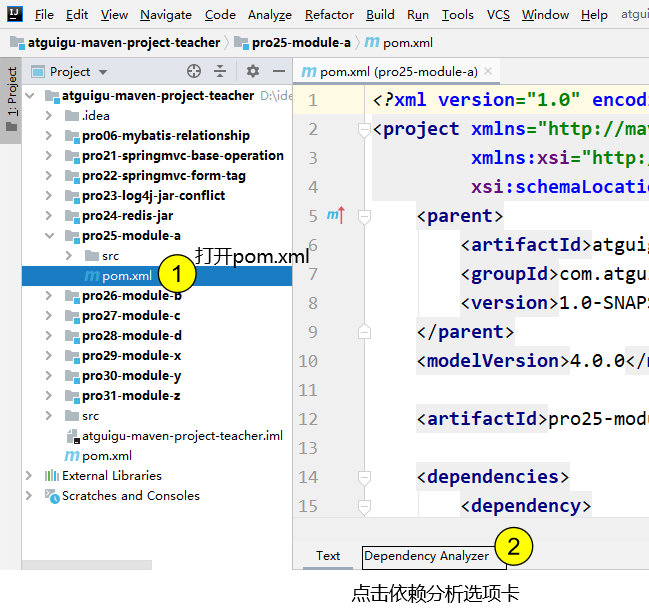 File Edit View Navigate Code Analyze Refactor Build Run Tools VCS Window Help atguig
atguigu-maven-project-teacher pro25-module-a pom.xml
1: Project
Project
atguigu-maven-project-teacher D:\ide
.idea
pro06-mybatis-relationship
pro21-springmvc-base-operation
pro22-springmvc-form-tag
pro23-log4j-jar-conflict
pro24-redis-jar
pro25-module-a
src
pom.xml
1
打开pom.xml
pro26-module-b
pro27-module-c
pro28-module-d
pro29-module-x
pro30-module-y
pro31-module-z
src
atguigu-maven-project-teacher.iml
pom.xml
External Libraries
Scratches and Consoles
pom.xml (pro25-module-a)
1 <?xml version="1.0" encodi
2 <project xmlns="http://mav
3 xmlns:xsi="http:/
4 xsi:schemaLocatio
5 <parent>
6 <artifactId>atguig
7 <groupId>com.atgui
8 <version>1.0-SNAPS
9 </parent>
10 <modelVersion>4.0.0</m
11
12 <artifactId>pro25-modu
13
14 <dependencies>
15 <dependency>
Text Dependency Analyzer
2
点击依赖分析选项卡